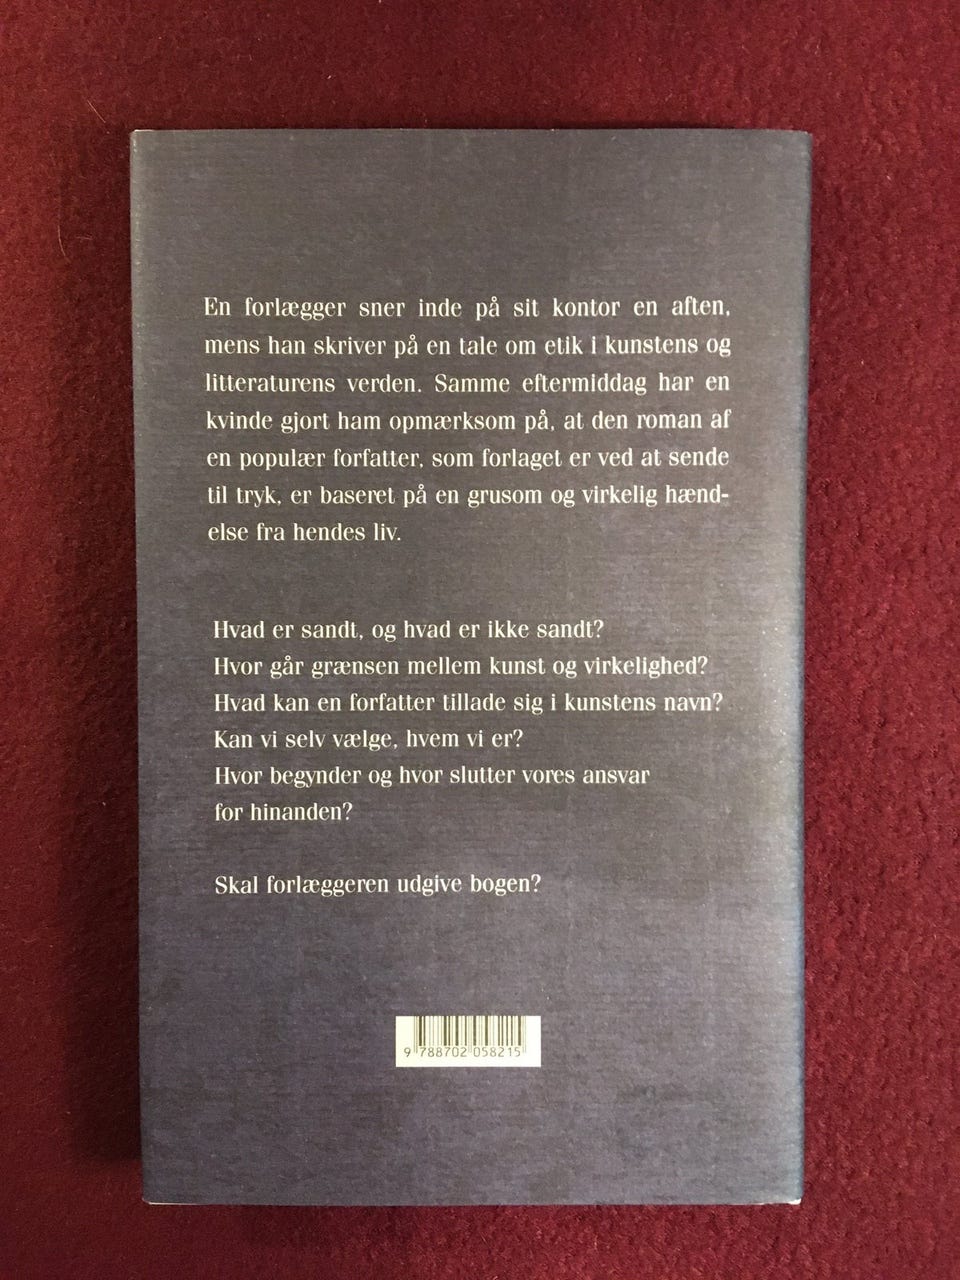 En forlægger sner inde på sit kontor en aften,
mens han skriver på en tale om etik i kunstens og
litteraturens verden. Samme eftermiddag har en
kvinde gjort ham opmærksom på, at den roman af
en populær forfatter, som forlaget er ved at sende
til tryk, er baseret på en grusom og virkelig hænd-
else fra hendes liv.
Hvad er sandt, og hvad er ikke sandt?
Hvor går grænsen mellem kunst og virkelighed?
Hvad kan en forfatter tillade sig i kunstens navn?
Kan vi selv vælge, hvem vi er?
Hvor begynder og hvor slutter vores ansvar
for hinanden?
Skal forlæggeren udgive bogen?
9 788702 058215